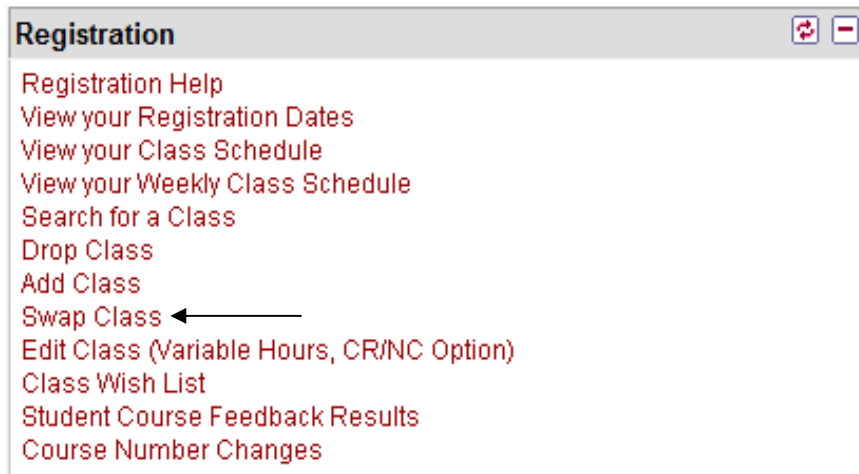 Registration
Registration Help
View your Registration Dates
View your Class Schedule
View your Weekly Class Schedule
Search for a Class
Drop Class
Add Class
Swap Class
Edit Class (Variable Hours, CR/NC Option)
Class Wish List
Student Course Feedback Results
Course Number Changes